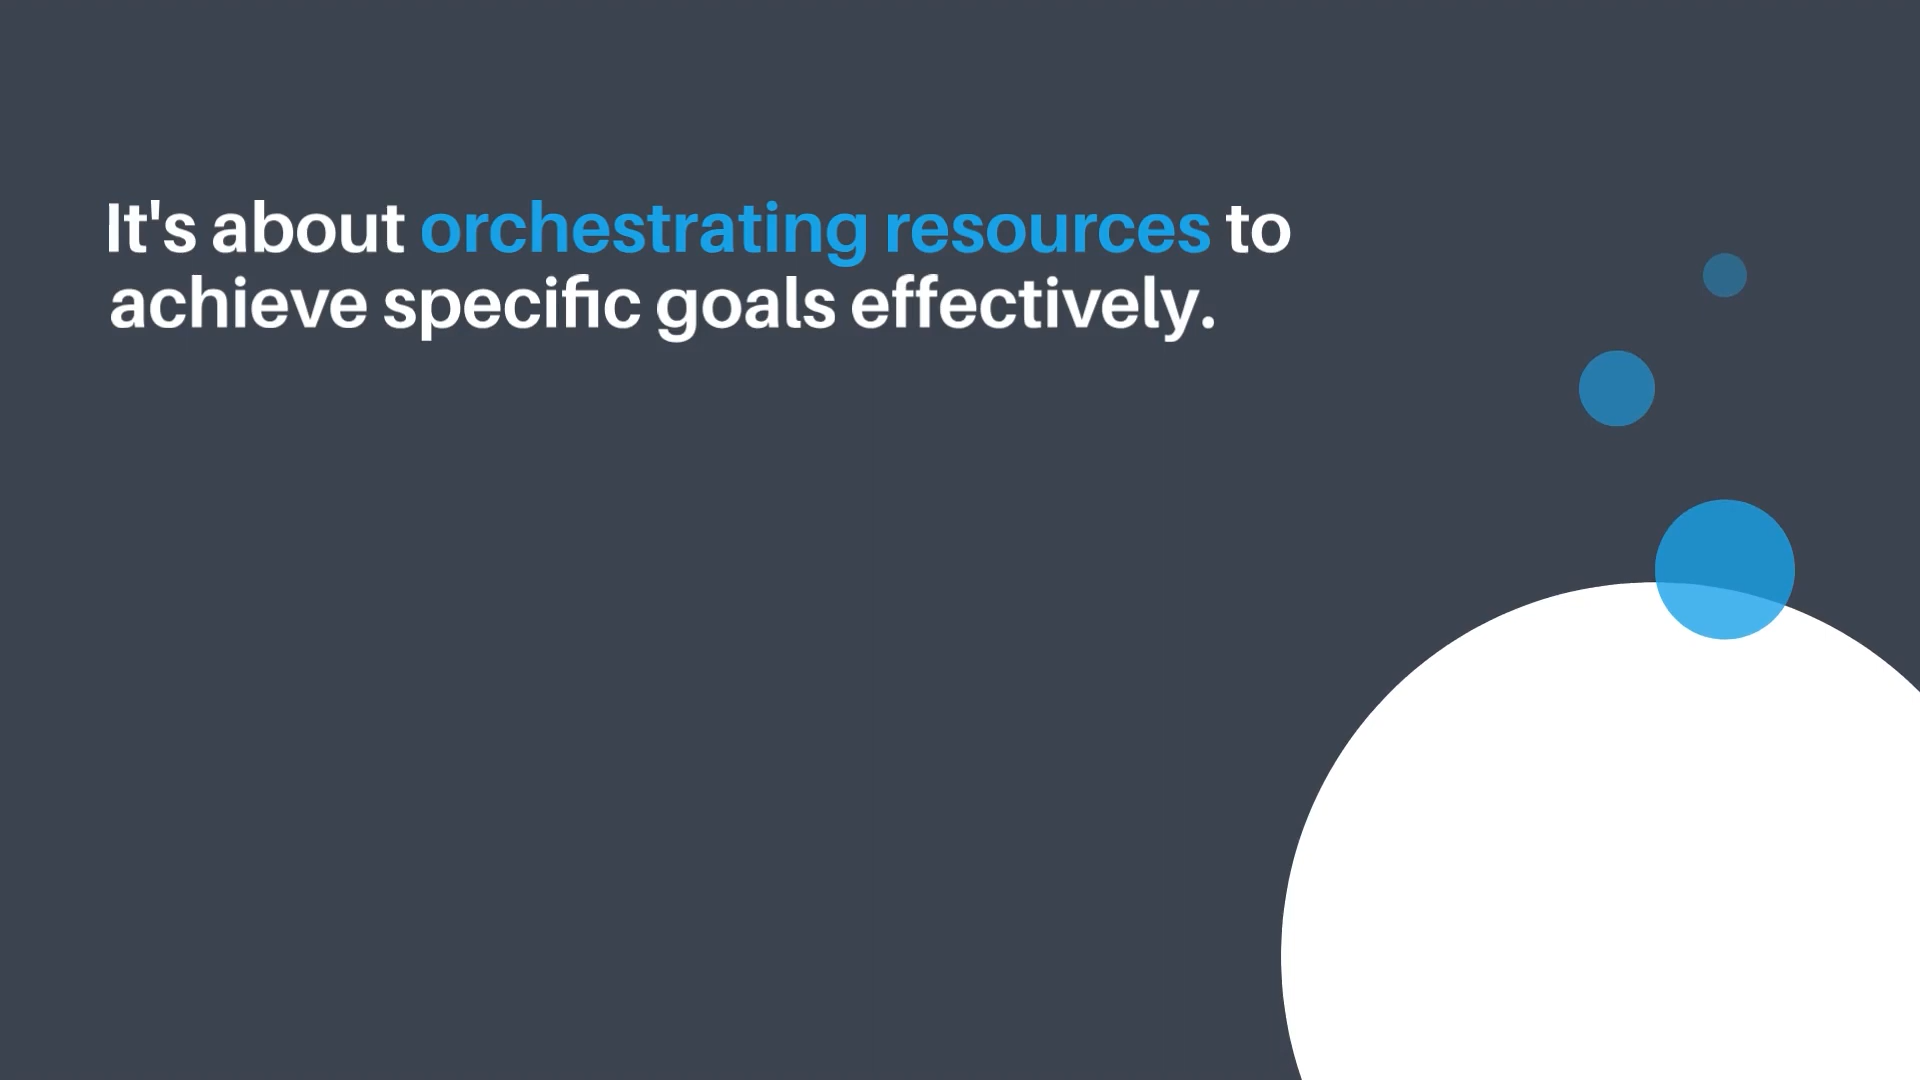 It's about orchestrating resources to
achieve specific goals effectively.